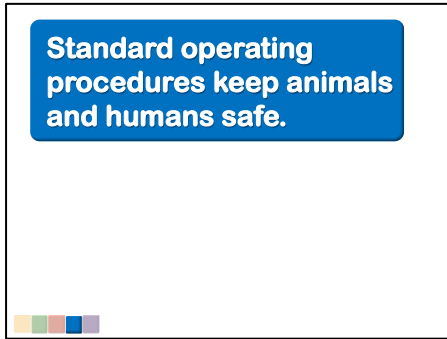 Standard operating
procedures keep animals
and humans safe.